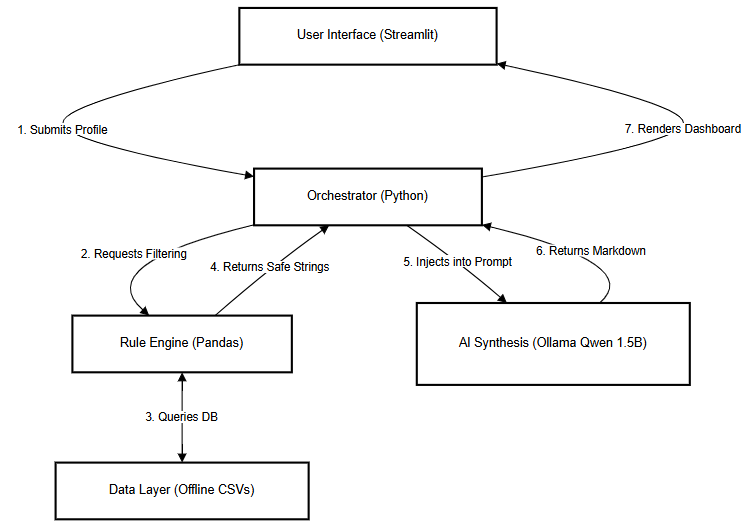 User Interface (Streamlit)
1. Submits Profile
7. Renders Dashboard
Orchestrator (Python)
2. Requests Filtering
4. Returns Safe Strings
5. Injects into Prompt
6. Returns Markdown
Rule Engine (Pandas)
AI Synthesis (Ollama Qwen 1.5B)
3. Queries DB
Data Layer (Offline CSVs)